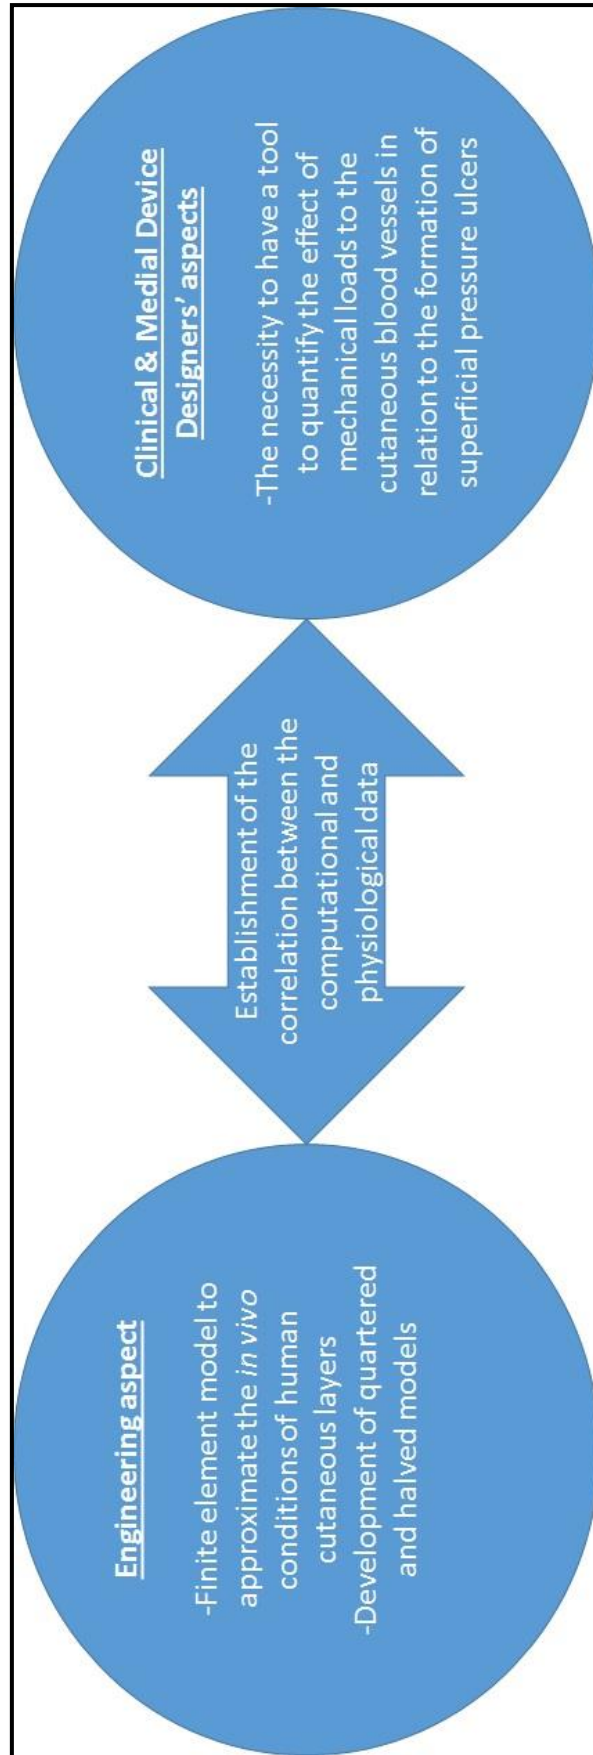 Engineering aspect
-Finite element model to
approximate the in vivo
conditions of human
cutaneous layers
-Development of quartered
and halved models
Establishment of the
correlation between the
computational and
physiological data
Clinical & Medial Device
Designers' aspects
-The necessity to have a tool
to quantify the effect of
mechanical loads to the
cutaneous blood vessels in
relation to the formation of
superficial pressure ulcers